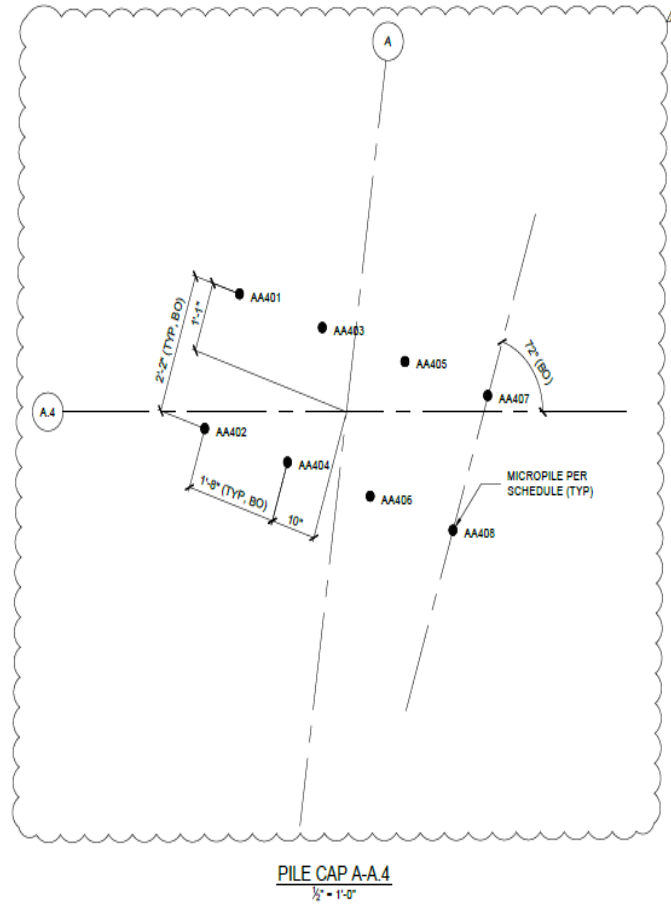 A
AA401
AA403
2'-2" (TYP, BO)
1'-1"
AA405
72° (BO)
AA407
A.4
AA402
AA404
MICROPILE PER
SCHEDULE (TYP)
1'-8" (TYP, BO)
AA406
10"
AA408
PILE CAP A-A.4
½" = 1'-0"